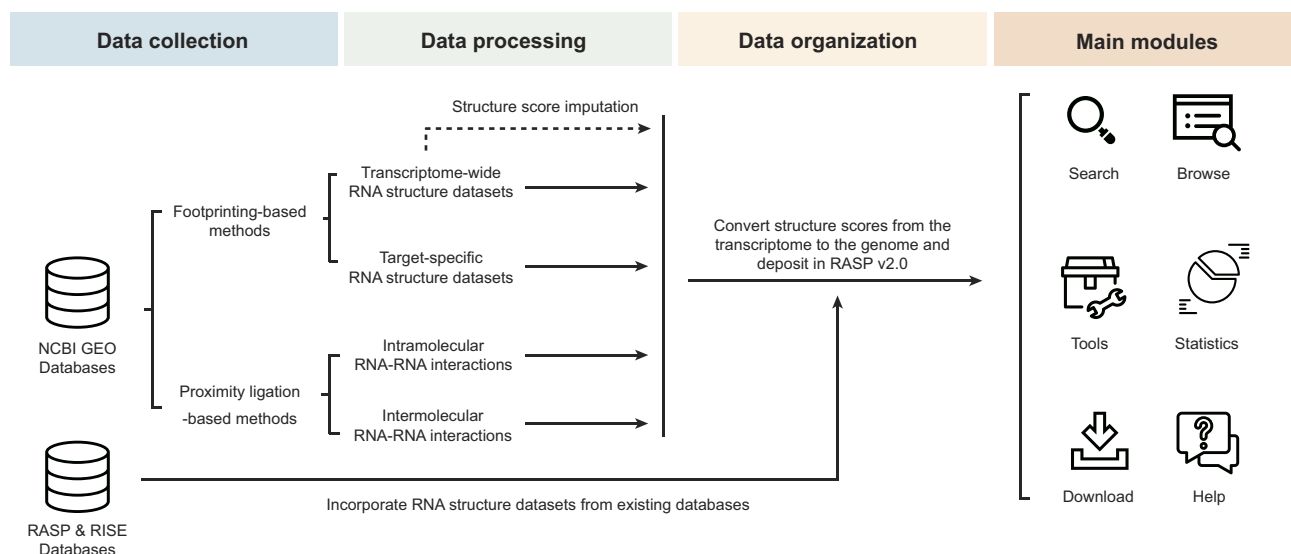 Data collection
Data processing
Data organization
Main modules
Structure score imputation
Transcriptome-wide
RNA structure datasets
Footprinting-based
methods
Target-specific
RNA structure datasets
NCBI GEO
Databases
Proximity ligation
-based methods
Intramolecular
RNA-RNA interactions
Intermolecular
RNA-RNA interactions
RASP & RISE
Databases
Incorporate RNA structure datasets from existing databases
Convert structure scores from the
transcriptome to the genome and
deposit in RASP v2.0
Search
Browse
Tools
Statistics
?
Download
Help